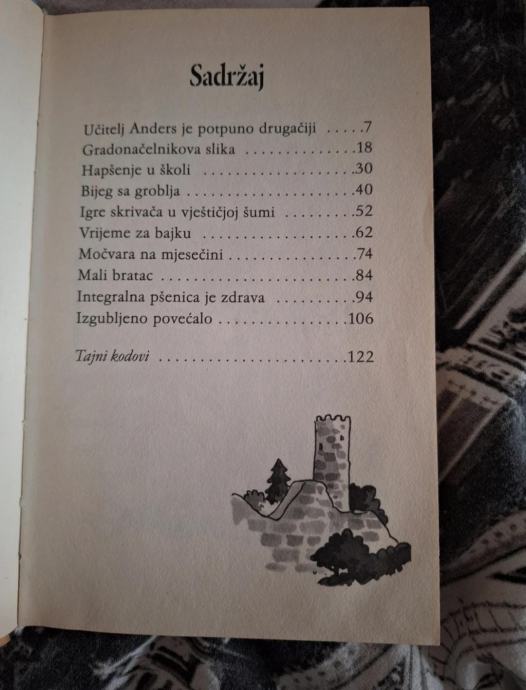 Sadržaj
Učitelj Anders je potpuno drugačiji .....7
Gradonačelnikova slika .............18
Hapšenje u školi ..................30
Bijeg sa groblja ....................40
Igre skrivača u vještičjoj šumi .........52
Vrijeme za bajku ..................62
Močvara na mjesečini ...............74
Mali bratac .......................84
Integralna pšenica je zdrava ..........94
Izgubljeno povećalo ................106
Tajni kodovi .......................122